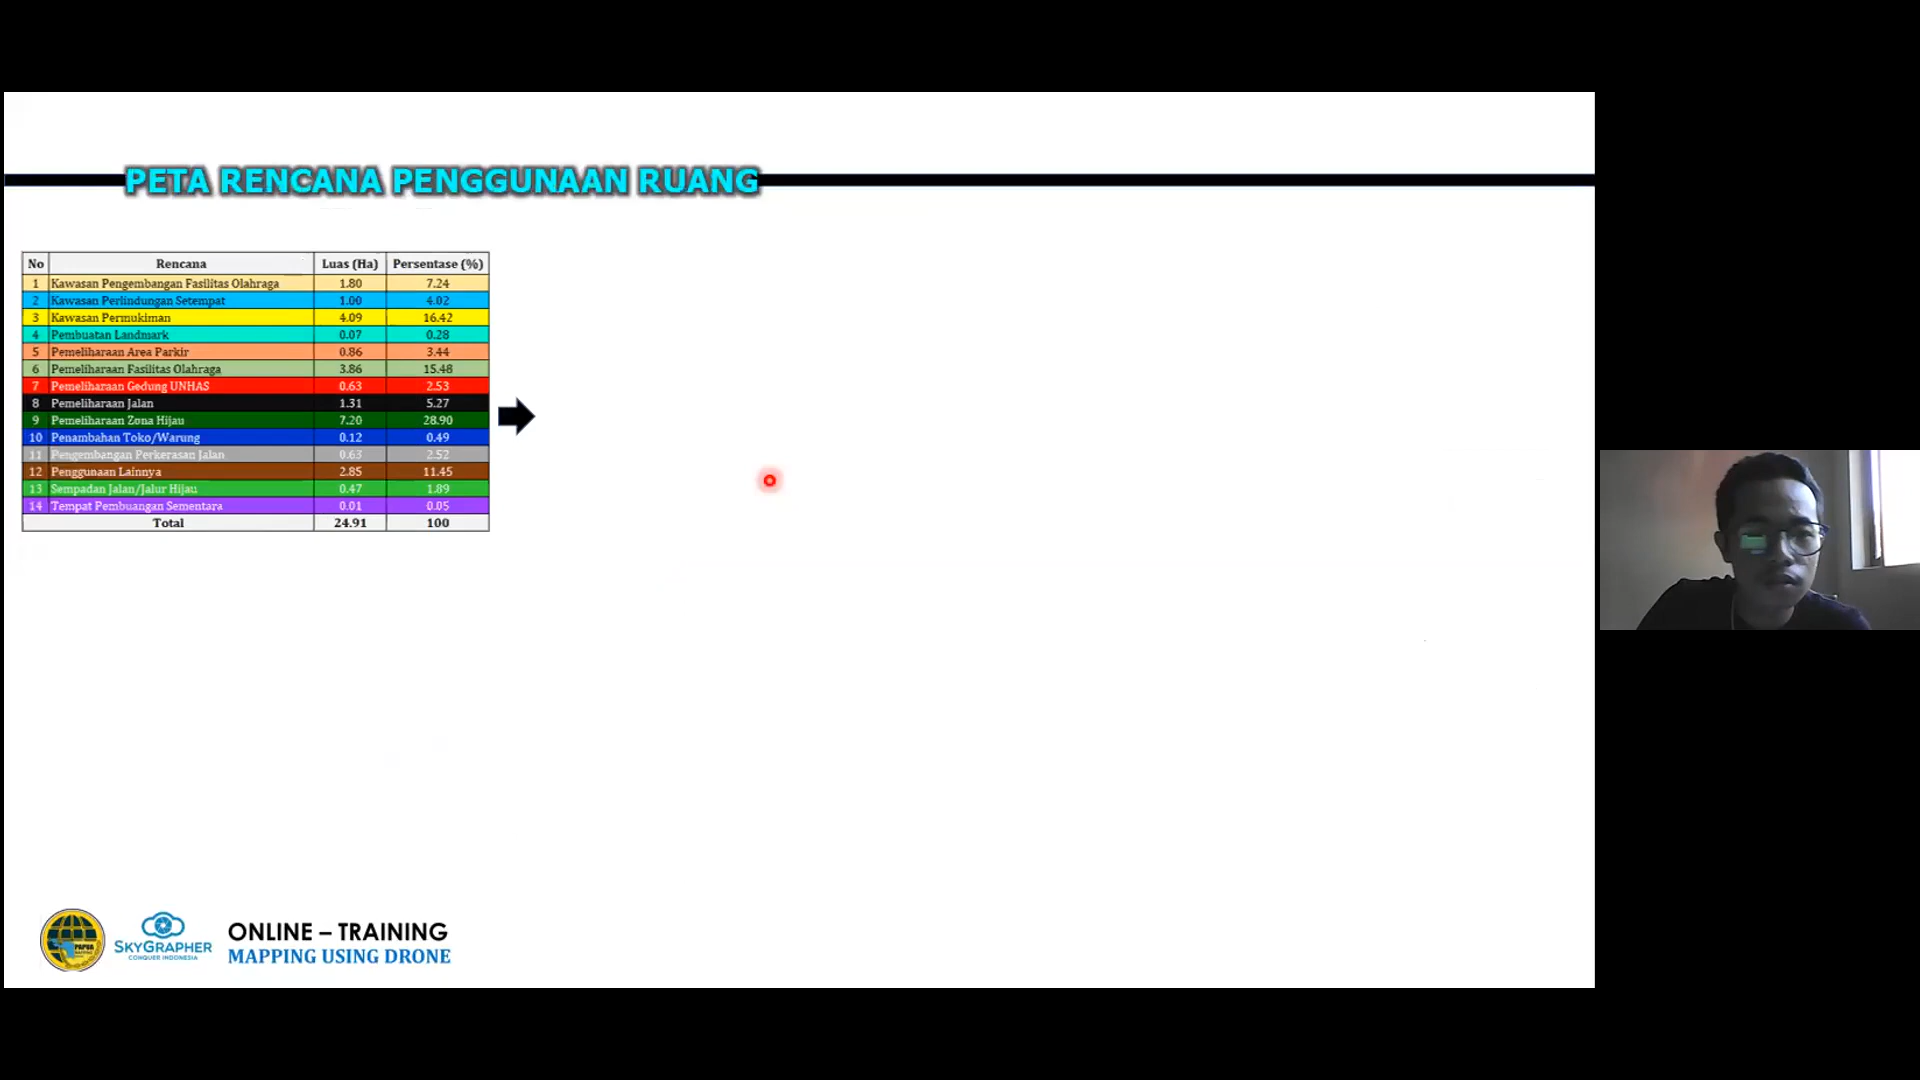 PETA RENCANA PENGGUNAAN RUANG
No Rencana Luas (Ha) Persentase (%)
1 Kawasan Pengembangan Fasilitas Olahraga 1.80 7.24
2 Kawasan Perlindungan Setempat 1.00 4.02
3 Kawasan Permukiman 4.09 16.42
4 Pembuatan Landmark 0.07 0.28
5 Pemeliharaan Area Parkir 0.86 3.44
6 Pemeliharaan Fasilitas Olahraga 3.86 15.48
7 Pemeliharaan Gedung UNHAS 0.63 2.53
8 Pemeliharaan Jalan 1.31 5.27
9 Pemeliharaan Zona Hijau 7.20 28.90
10 Penambahan Toko/Warung 0.12 0.49
11 Pengembangan Perkerasan Jalan 0.63 2.52
12 Penggunaan Lainnya 2.85 11.45
13 Sempadan Jalan/Jalur Hijau 0.47 1.89
14 Tempat Pembuangan Sementara 0.01 0.05
Total 24.91 100
PAPUA
SKYGRAPHER
CONQUER INDONESIA
ONLINE – TRAINING
MAPPING USING DRONE